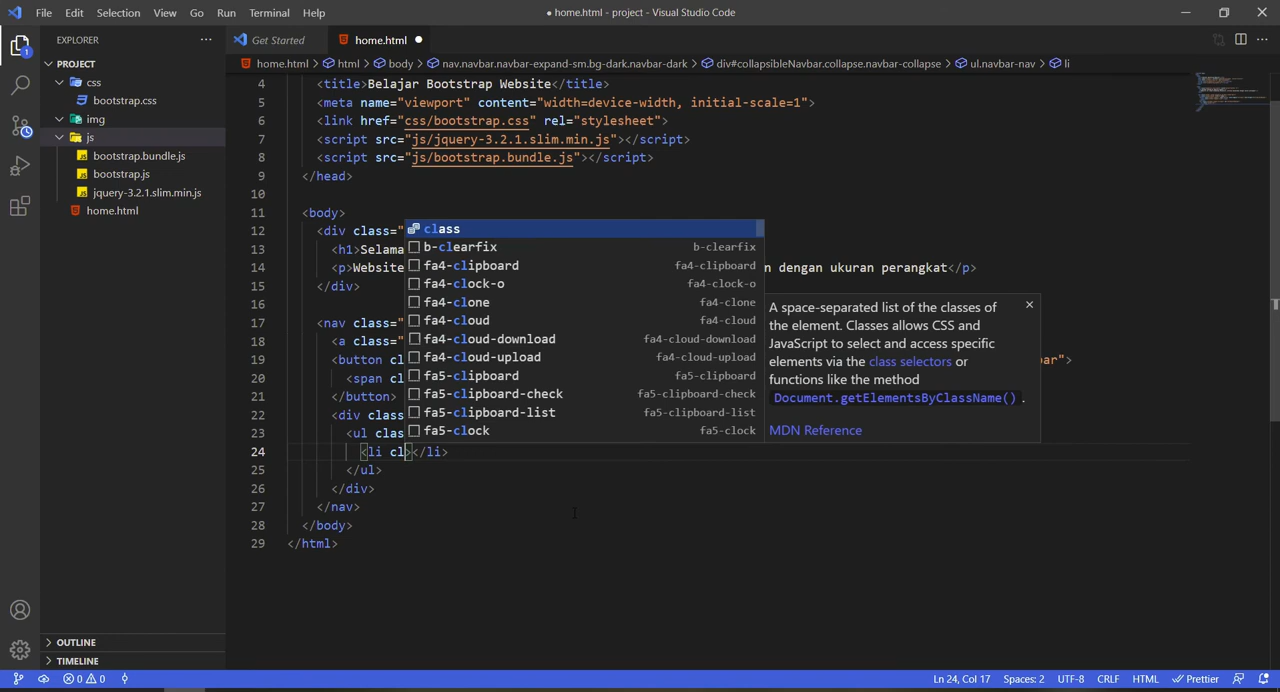 File Edit Selection View Go Run Terminal Help
● home.html - project - Visual Studio Code
EXPLORER
PROJECT
css
bootstrap.css
img
js
bootstrap.bundle.js
bootstrap.js
jquery-3.2.1.slim.min.js
home.html
OUTLINE
TIMELINE
1
Get Started
home.html
home.html > html > body > nav.navbar.navbar-expand-sm.bg-dark.navbar-dark > div#collapsibleNavbar.collapse.navbar-collapse > ul.navbar-nav > li
4 <title>Belajar Bootstrap Website</title>
5 <meta name="viewport" content="width=device-width, initial-scale=1">
6 <link href="css/bootstrap.css" rel="stylesheet">
7 <script src="js/jquery-3.2.1.slim.min.js"></script>
8 <script src="js/bootstrap.bundle.js"></script>
9 </head>
10
11 <body>
12 <div class="
13 <h1>Selama
14 <p>Website n dengan ukuran perangkat</p>
15 </div>
16
17 <nav class="
18 <a class="
19 <button cl ar">
20 <span cl
21 </button>
22 <div class
23 <ul clas
24 <li cl></li>
25 </ul>
26 </div>
27 </nav>
28 </body>
29 </html>
class
b-clearfix b-clearfix
fa4-clipboard fa4-clipboard
fa4-clock-o fa4-clock-o
fa4-clone fa4-clone
fa4-cloud fa4-cloud
fa4-cloud-download fa4-cloud-download
fa4-cloud-upload fa4-cloud-upload
fa5-clipboard fa5-clipboard
fa5-clipboard-check fa5-clipboard-check
fa5-clipboard-list fa5-clipboard-list
fa5-clock fa5-clock
A space-separated list of the classes of
the element. Classes allows CSS and
JavaScript to select and access specific
elements via the class selectors or
functions like the method
Document.getElementsByClassName() .
MDN Reference
0 0
Ln 24, Col 17 Spaces: 2 UTF-8 CRLF HTML Prettier